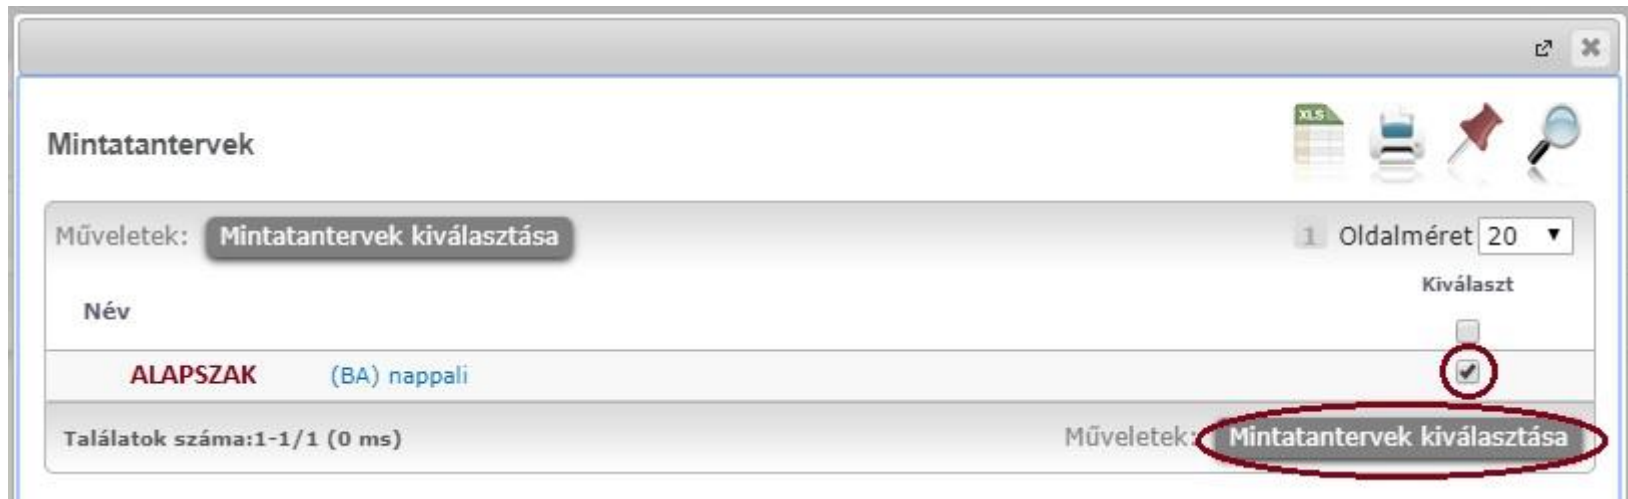 Mintatantervek
XLS
Műveletek: Mintatantervek kiválasztása 1 Oldalméret 20
Kiválaszt
Név
ALAPSZAK (BA) nappali
Találatok száma:1-1/1 (0 ms) Műveletek: Mintatantervek kiválasztása